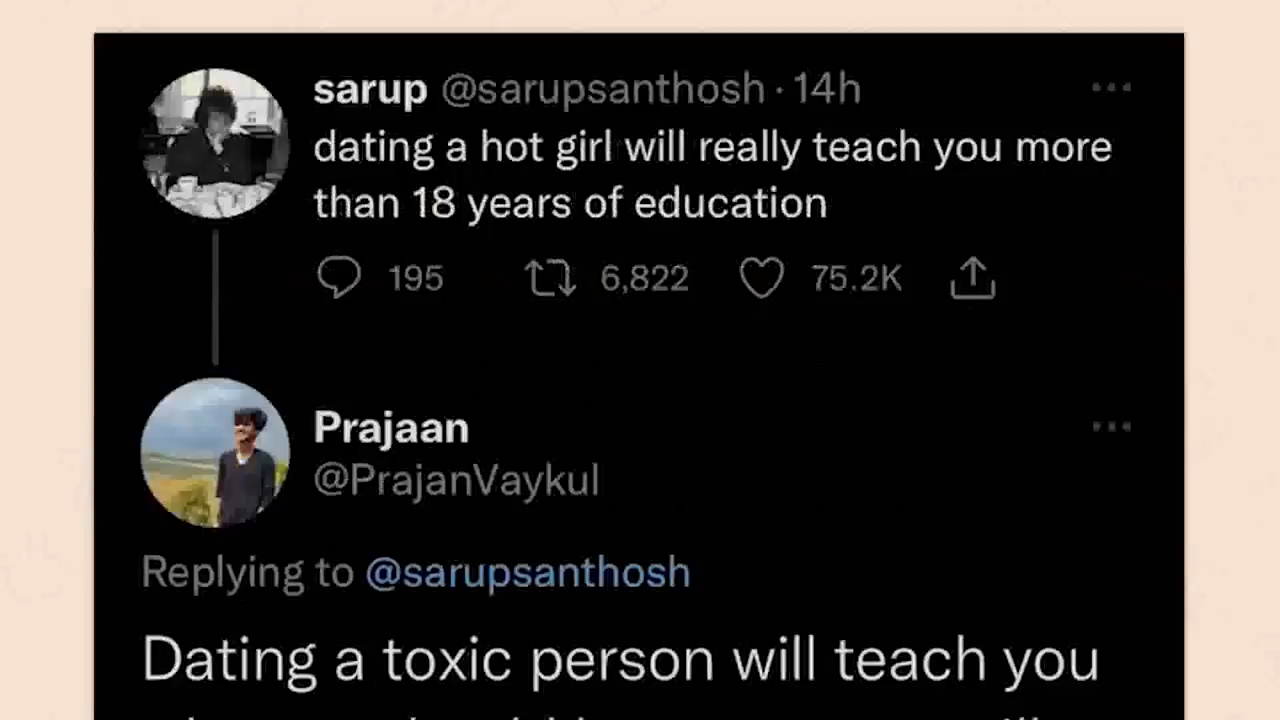 sarup @sarupsanthosh · 14h
dating a hot girl will really teach you more
than 18 years of education
195 6,822 75.2K
Prajaan
@PrajanVaykul
Replying to @sarupsanthosh
Dating a toxic person will teach you